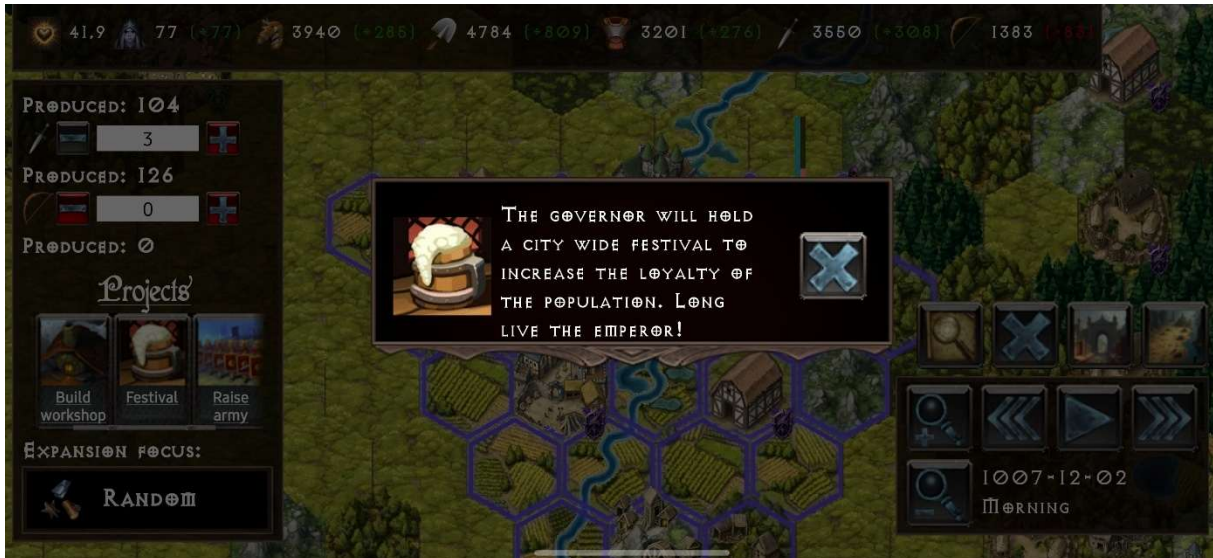 41,9 77 (+77) 3940 (+285) 4784 (+809) 3201 (+276) 3550 (+308) 1383
Produced: 104
3
Produced: 126
0
Produced: 0
Projects
Build workshop
Festival
Raise army
Expansion focus:
Random
The governor will hold
a city wide festival to
increase the loyalty of
the population. Long
live the emperor!
1007-12-02
Morning